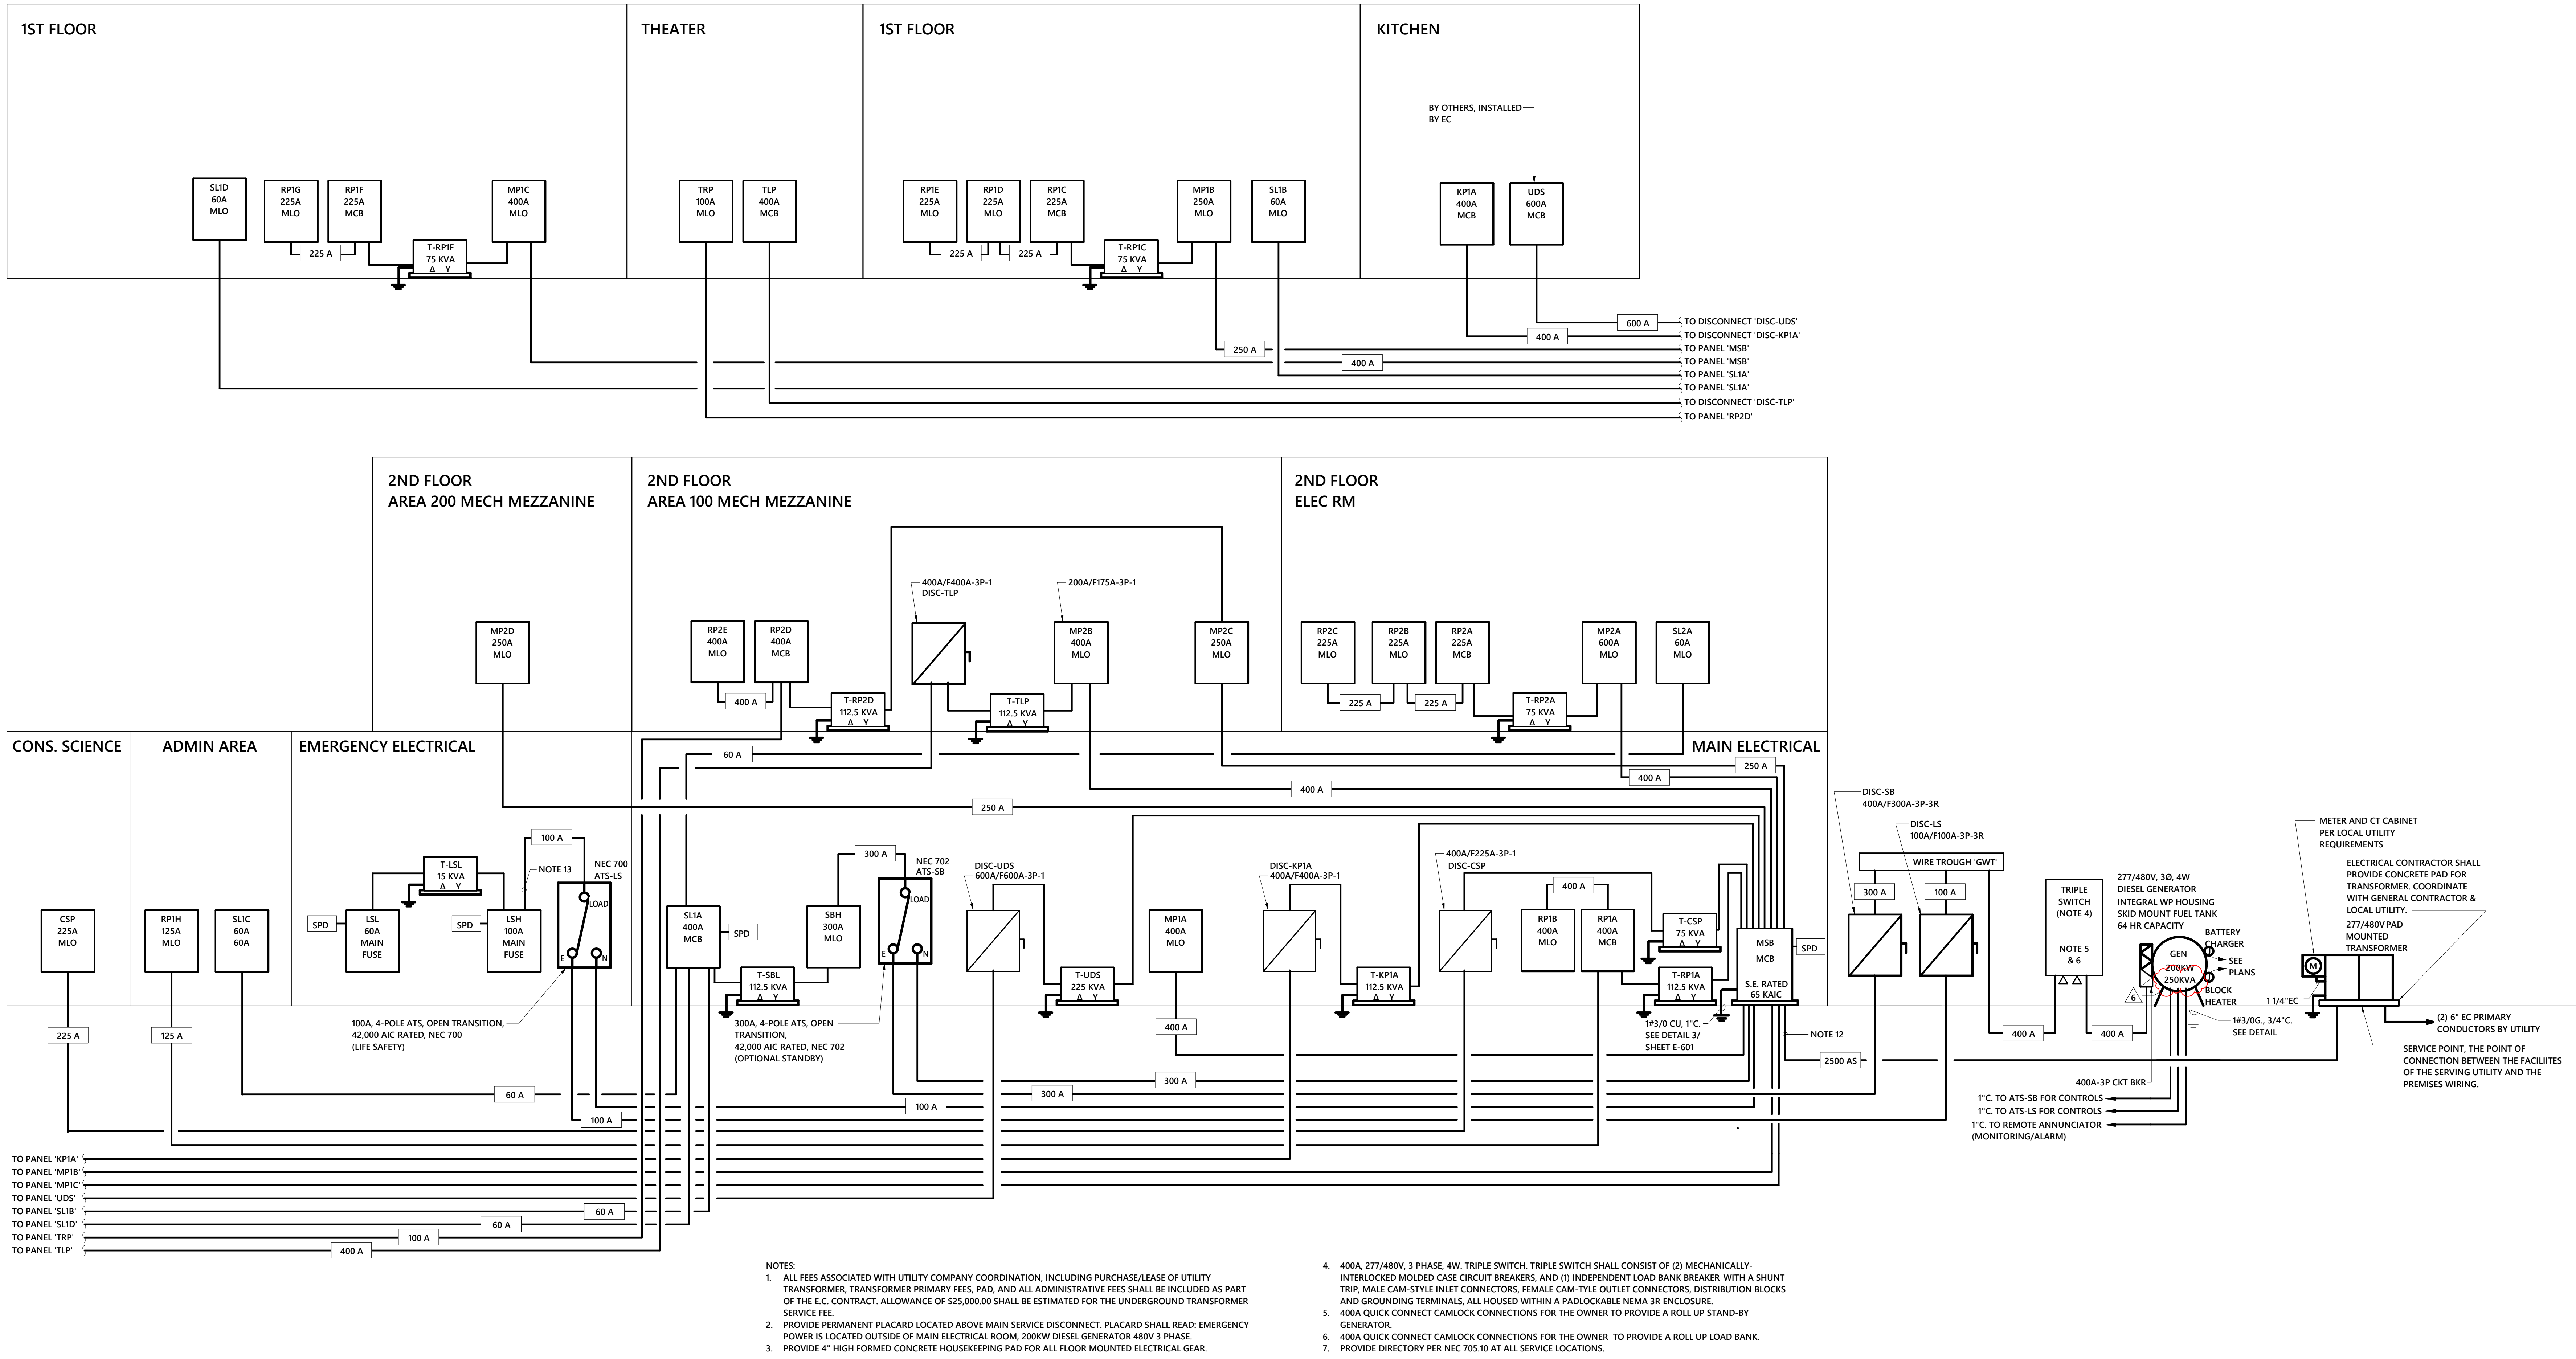 1ST FLOOR
THEATER
1ST FLOOR
KITCHEN
BY OTHERS, INSTALLED
BY EC
SL1D
60A
MLO
RP1G
225A
MLO
RP1F
225A
MCB
MP1C
400A
MLO
T-RP1F
75 KVA
Δ Y
225 A
TRP
100A
MLO
TLP
400A
MCB
RP1E
225A
MLO
RP1D
225A
MLO
RP1C
225A
MCB
MP1B
250A
MLO
SL1B
60A
MLO
225 A
225 A
T-RP1C
75 KVA
Δ Y
KP1A
400A
MCB
UDS
600A
MCB
600 A
TO DISCONNECT 'DISC-UDS'
400 A
TO DISCONNECT 'DISC-KP1A'
250 A
TO PANEL 'MSB'
400 A
TO PANEL 'MSB'
TO PANEL 'SL1A'
TO PANEL 'SL1A'
TO DISCONNECT 'DISC-TLP'
TO PANEL 'RP2D'
2ND FLOOR
AREA 200 MECH MEZZANINE
2ND FLOOR
AREA 100 MECH MEZZANINE
2ND FLOOR
ELEC RM
MP2D
250A
MLO
RP2E
400A
MLO
RP2D
400A
MCB
400 A
T-RP2D
112.5 KVA
Δ Y
400A/F400A-3P-1
DISC-TLP
T-TLP
112.5 KVA
Δ Y
200A/F175A-3P-1
MP2B
400A
MLO
MP2C
250A
MLO
RP2C
225A
MLO
RP2B
225A
MLO
RP2A
225A
MCB
225 A
225 A
T-RP2A
75 KVA
Δ Y
MP2A
600A
MLO
SL2A
60A
MLO
CONS. SCIENCE
ADMIN AREA
EMERGENCY ELECTRICAL
MAIN ELECTRICAL
60 A
250 A
400 A
400 A
250 A
CSP
225A
MLO
RP1H
125A
MLO
SL1C
60A
60A
SPD
LSL
60A
MAIN
FUSE
T-LSL
15 KVA
Δ Y
SPD
LSH
100A
MAIN
FUSE
100 A
NOTE 13
NEC 700
ATS-LS
LOAD
E
N
SL1A
400A
MCB
SPD
T-SBL
112.5 KVA
Δ Y
SBH
300A
MLO
300 A
NEC 702
ATS-SB
LOAD
E
N
DISC-UDS
600A/F600A-3P-1
T-UDS
225 KVA
Δ Y
MP1A
400A
MLO
DISC-KP1A
400A/F400A-3P-1
T-KP1A
112.5 KVA
Δ Y
400A/F225A-3P-1
DISC-CSP
RP1B
400A
MLO
400 A
RP1A
400A
MCB
T-CSP
75 KVA
Δ Y
T-RP1A
112.5 KVA
Δ Y
MSB
MCB
S.E. RATED
65 KAIC
SPD
DISC-SB
400A/F300A-3P-3R
DISC-LS
100A/F100A-3P-3R
WIRE TROUGH 'GWT'
300 A
100 A
TRIPLE
SWITCH
(NOTE 4)
NOTE 5
& 6
277/480V, 3Ø, 4W
DIESEL GENERATOR
INTEGRAL WP HOUSING
SKID MOUNT FUEL TANK
64 HR CAPACITY
BATTERY
CHARGER
SEE
PLANS
BLOCK
HEATER
GEN
200KW
250KVA
6
METER AND CT CABINET
PER LOCAL UTILITY
REQUIREMENTS
ELECTRICAL CONTRACTOR SHALL
PROVIDE CONCRETE PAD FOR
TRANSFORMER. COORDINATE
WITH GENERAL CONTRACTOR &
LOCAL UTILITY.
277/480V PAD
MOUNTED
TRANSFORMER
M
1 1/4"EC
(2) 6" EC PRIMARY
CONDUCTORS BY UTILITY
SERVICE POINT, THE POINT OF
CONNECTION BETWEEN THE FACILIITES
OF THE SERVING UTILITY AND THE
PREMISES WIRING.
1#3/0G., 3/4"C.
SEE DETAIL
400 A
400 A
400A-3P CKT BKR
1"C. TO ATS-SB FOR CONTROLS
1"C. TO ATS-LS FOR CONTROLS
1"C. TO REMOTE ANNUNCIATOR
(MONITORING/ALARM)
225 A
125 A
100A, 4-POLE ATS, OPEN TRANSITION,
42,000 AIC RATED, NEC 700
(LIFE SAFETY)
300A, 4-POLE ATS, OPEN
TRANSITION,
42,000 AIC RATED, NEC 702
(OPTIONAL STANDBY)
400 A
1#3/0 CU, 1"C.
SEE DETAIL 3/
SHEET E-601
NOTE 12
2500 AS
300 A
60 A
300 A
100 A
100 A
TO PANEL 'KP1A'
TO PANEL 'MP1B'
TO PANEL 'MP1C'
TO PANEL 'UDS'
TO PANEL 'SL1B'
60 A
TO PANEL 'SL1D'
60 A
TO PANEL 'TRP'
100 A
TO PANEL 'TLP'
400 A
NOTES:
1. ALL FEES ASSOCIATED WITH UTILITY COMPANY COORDINATION, INCLUDING PURCHASE/LEASE OF UTILITY
TRANSFORMER, TRANSFORMER PRIMARY FEES, PAD, AND ALL ADMINISTRATIVE FEES SHALL BE INCLUDED AS PART
OF THE E.C. CONTRACT. ALLOWANCE OF $25,000.00 SHALL BE ESTIMATED FOR THE UNDERGROUND TRANSFORMER
SERVICE FEE.
2. PROVIDE PERMANENT PLACARD LOCATED ABOVE MAIN SERVICE DISCONNECT. PLACARD SHALL READ: EMERGENCY
POWER IS LOCATED OUTSIDE OF MAIN ELECTRICAL ROOM, 200KW DIESEL GENERATOR 480V 3 PHASE.
3. PROVIDE 4" HIGH FORMED CONCRETE HOUSEKEEPING PAD FOR ALL FLOOR MOUNTED ELECTRICAL GEAR.
4. 400A, 277/480V, 3 PHASE, 4W. TRIPLE SWITCH. TRIPLE SWITCH SHALL CONSIST OF (2) MECHANICALLY-
INTERLOCKED MOLDED CASE CIRCUIT BREAKERS, AND (1) INDEPENDENT LOAD BANK BREAKER WITH A SHUNT
TRIP, MALE CAM-STYLE INLET CONNECTORS, FEMALE CAM-TYLE OUTLET CONNECTORS, DISTRIBUTION BLOCKS
AND GROUNDING TERMINALS, ALL HOUSED WITHIN A PADLOCKABLE NEMA 3R ENCLOSURE.
5. 400A QUICK CONNECT CAMLOCK CONNECTIONS FOR THE OWNER TO PROVIDE A ROLL UP STAND-BY
GENERATOR.
6. 400A QUICK CONNECT CAMLOCK CONNECTIONS FOR THE OWNER TO PROVIDE A ROLL UP LOAD BANK.
7. PROVIDE DIRECTORY PER NEC 705.10 AT ALL SERVICE LOCATIONS.